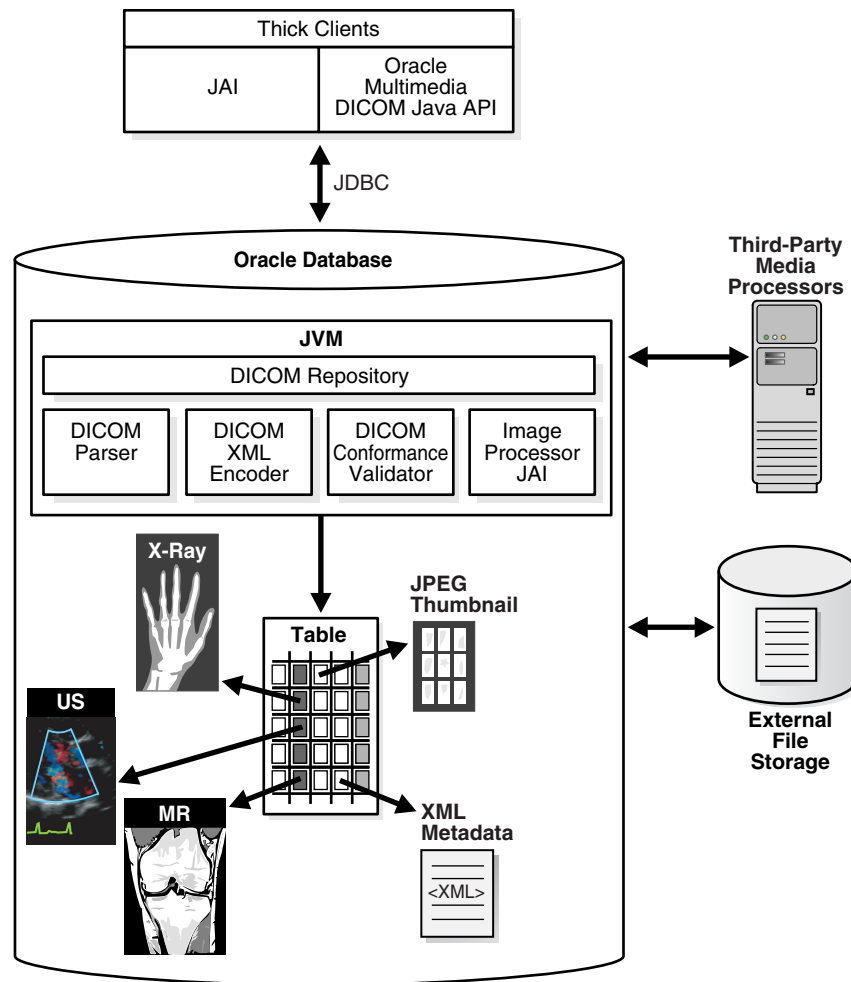 Thick Clients
JAI
Oracle
Multimedia
DICOM Java API
JDBC
Oracle Database
Third-Party
Media
Processors
JVM
DICOM Repository
DICOM
Parser
DICOM
XML
Encoder
DICOM
Conformance
Validator
Image
Processor
JAI
X-Ray
JPEG
Thumbnail
Table
US
External
File
Storage
MR
XML
Metadata
<XML>